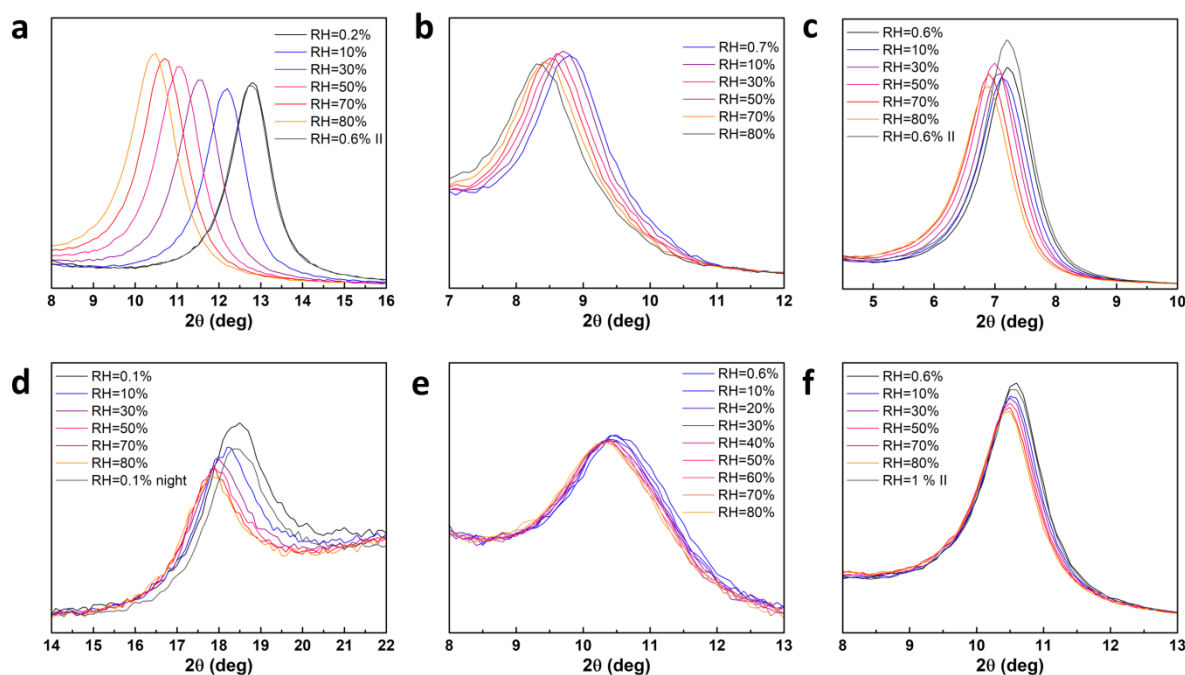 a
RH=0.2%
RH=10%
RH=30%
RH=50%
RH=70%
RH=80%
RH=0.6% II
8 9 10 11 12 13 14 15 16
2θ (deg)
b
RH=0.7%
RH=10%
RH=30%
RH=50%
RH=70%
RH=80%
7 8 9 10 11 12
2θ (deg)
c
RH=0.6%
RH=10%
RH=30%
RH=50%
RH=70%
RH=80%
RH=0.6% II
5 6 7 8 9 10
2θ (deg)
d
RH=0.1%
RH=10%
RH=30%
RH=50%
RH=70%
RH=80%
RH=0.1% night
14 15 16 17 18 19 20 21 22
2θ (deg)
e
RH=0.6%
RH=10%
RH=20%
RH=30%
RH=40%
RH=50%
RH=60%
RH=70%
RH=80%
8 9 10 11 12 13
2θ (deg)
f
RH=0.6%
RH=10%
RH=30%
RH=50%
RH=70%
RH=80%
RH=1 % II
8 9 10 11 12 13
2θ (deg)